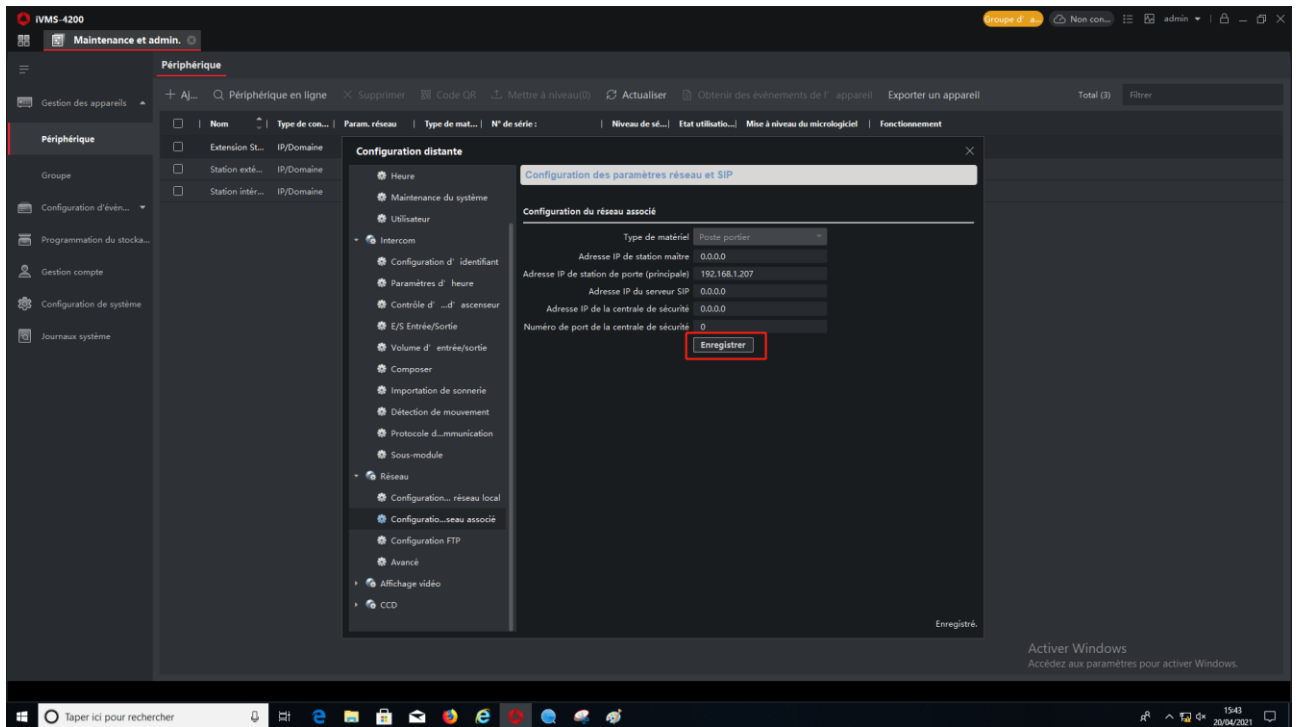 iVMS-4200
Groupe d' a...
Non con...
admin
Maintenance et admin.
Périphérique
Aj...
Périphérique en ligne
Supprimer
Code QR
Mettre à niveau(0)
Actualiser
Obtenir des événements de l' appareil
Exporter un appareil
Total (3)
Filtrer
Gestion des appareils
Périphérique
Groupe
Configuration d'évén...
Programmation du stocka...
Gestion compte
Configuration de système
Journaux système
Nom
Type de con...
Param. réseau
Type de mat...
N° de série :
Niveau de sé...
Etat utilisatio...
Mise à niveau du micrologiciel
Fonctionnement
Extension St... IP/Domaine
Station exté... IP/Domaine
Station intér... IP/Domaine
Configuration distante
Heure
Maintenance du système
Utilisateur
Intercom
Configuration d' identifiant
Paramètres d' heure
Contrôle d' ...d' ascenseur
E/S Entrée/Sortie
Volume d' entrée/sortie
Composer
Importation de sonnerie
Détection de mouvement
Protocole d...mmunication
Sous-module
Réseau
Configuration... réseau local
Configuratio...seau associé
Configuration FTP
Avancé
Affichage vidéo
CCD
Configuration des paramètres réseau et SIP
Configuration du réseau associé
Type de matériel Poste portier
Adresse IP de station maître 0.0.0.0
Adresse IP de station de porte (principale) 192.168.1.207
Adresse IP du serveur SIP 0.0.0.0
Adresse IP de la centrale de sécurité 0.0.0.0
Numéro de port de la centrale de sécurité 0
Enregistrer
Enregistré.
Activer Windows
Accédez aux paramètres pour activer Windows.
Taper ici pour rechercher
15:43
20/04/2021